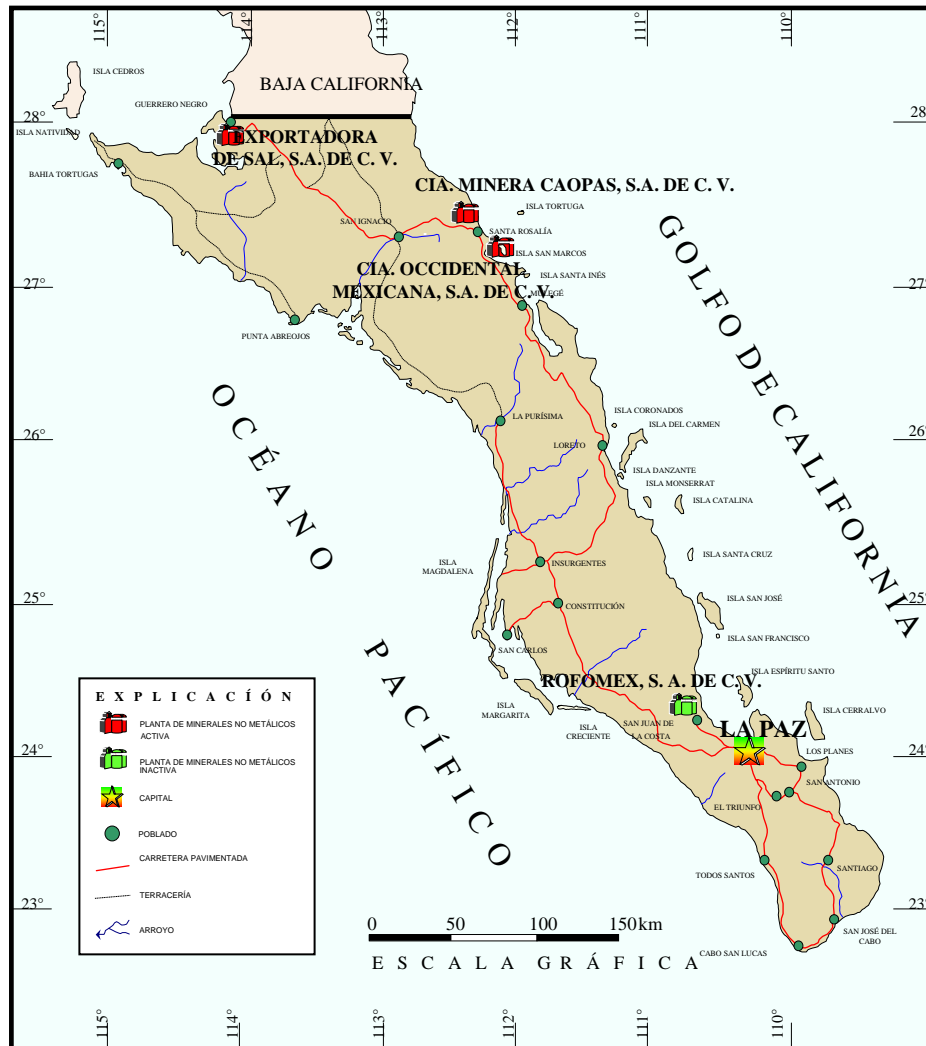 115° 114° 113° 112° 111° 110°
ISLA CEDROS
BAJA CALIFORNIA
GUERRERO NEGRO
28° 28°
ISLA NATIVIDAD
EXPORTADORA
DE SAL, S.A. DE C. V.
BAHIA TORTUGAS
CIA. MINERA CAOPAS, S.A. DE C. V.
ISLA TORTUGA
SAN IGNACIO
SANTA ROSALÍA
ISLA SAN MARCOS
CIA. OCCIDENTAL
MEXICANA, S.A. DE C. V.
ISLA SANTA INÉS
MULEGÉ
27° 27°
PUNTA ABREOJOS
GOLFO DE CALIFORNIA
OCÉANO PACÍFICO
LA PURÍSIMA
ISLA CORONADOS
ISLA DEL CARMEN
26° 26°
LORETO
ISLA DANZANTE
ISLA MONSERRAT
ISLA CATALINA
ISLA SANTA CRUZ
ISLA
MAGDALENA
INSURGENTES
ISLA SAN JOSÉ
25° 25°
CONSTITUCIÓN
ISLA SAN FRANCISCO
SAN CARLOS
ISLA ESPÍRITU SANTO
ROFOMEX, S. A. DE C. V.
ISLA
MARGARITA
ISLA
CRECIENTE
SAN JUAN DE
LA COSTA
ISLA CERRALVO
LA PAZ
24° 24°
LOS PLANES
SAN ANTONIO
EL TRIUNFO
TODOS SANTOS
SANTIAGO
23° 23°
SAN JOSÉ DEL
CABO
CABO SAN LUCAS
EXPLICACÍÓN
PLANTA DE MINERALES NO METÁLICOS
ACTIVA
PLANTA DE MINERALES NO METÁLICOS
INACTIVA
CAPITAL
POBLADO
CARRETERA PAVIMENTADA
TERRACERÍA
ARROYO
0 50 100 150 km
ESCALA GRÁFICA
115° 114° 113° 112° 111° 110°